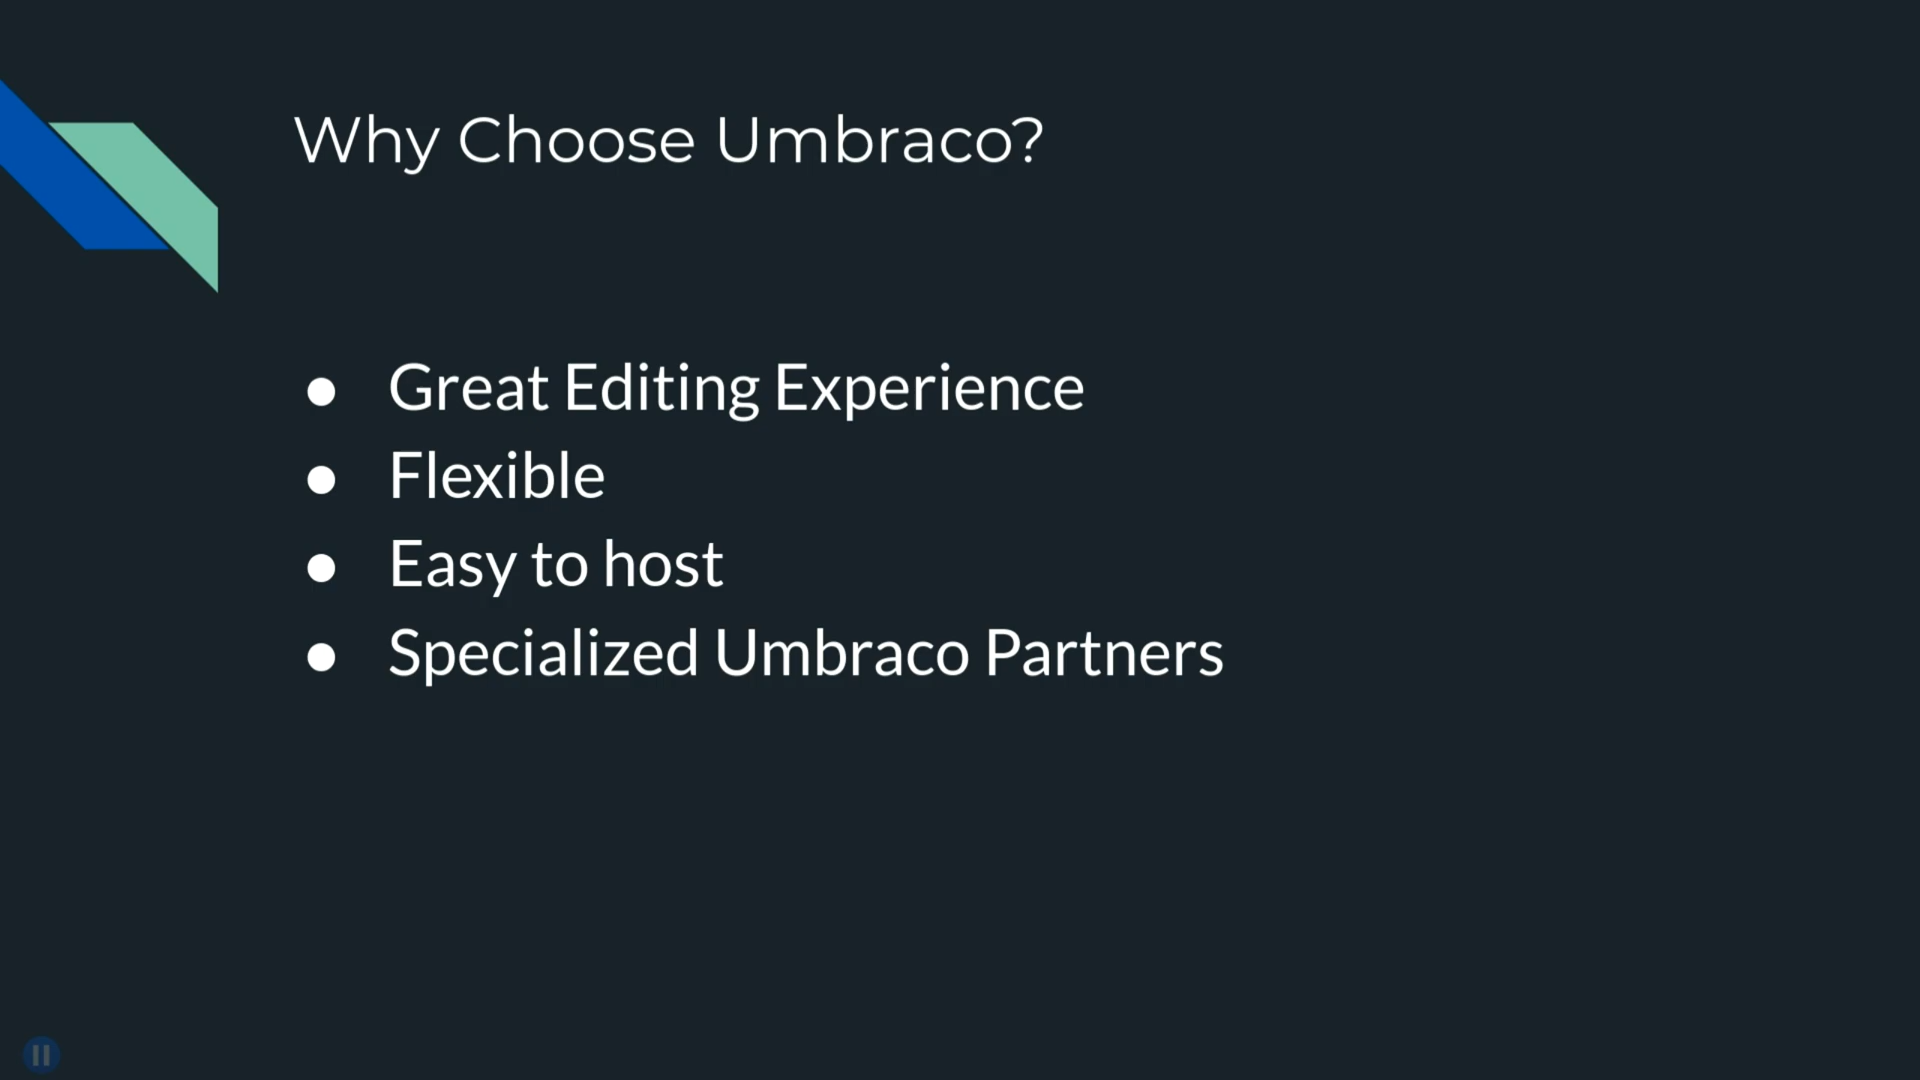 Why Choose Umbraco?
● Great Editing Experience
● Flexible
● Easy to host
● Specialized Umbraco Partners